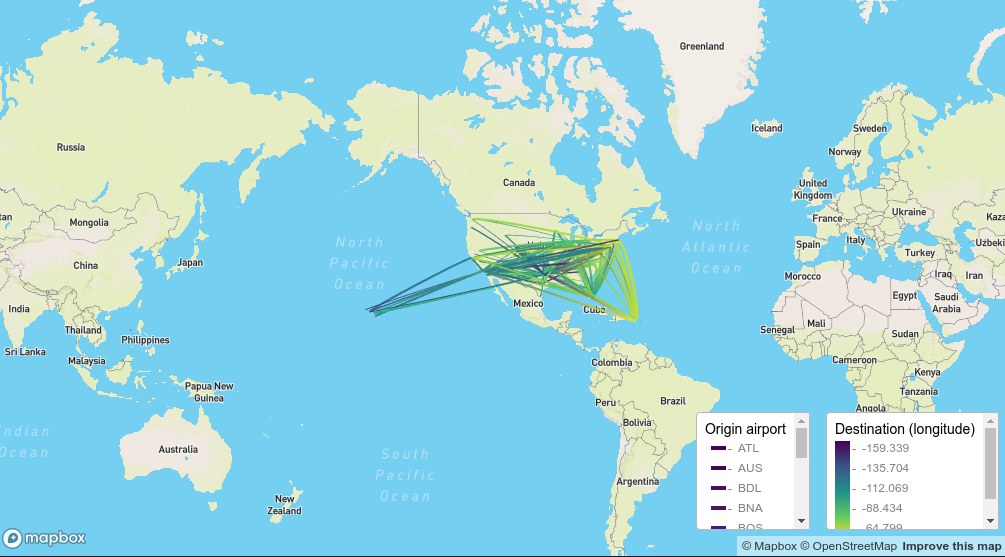 Greenland
Iceland
Sweden
Russia
Norway
Canada
United
Kingdom
Ukraine
Mongolia
France
North
Atlantic
Ocean
North
Pacific
Ocean
Italy
Spain
Japan
Turkey
China
Morocco
Iraq
Iran
Egypt
Saudi
Arabia
India
Mexico
Cuba
Thailand
Senegal
Mali
Sudan
Philippines
Sri Lanka
Malaysia
Colombia
Cameroon
Kenya
Papua New
Guinea
Tanzania
Peru
Brazil
Angola
Bolivia
Indian
Ocean
Australia
South
Pacific
Ocean
Argentina
New
Zealand
Origin airport
- ATL
- AUS
- BDL
- BNA
- BOS
Destination (longitude)
- -159.339
- -135.704
- -112.069
- -88.434
- -64.799
mapbox
© Mapbox © OpenStreetMap Improve this map